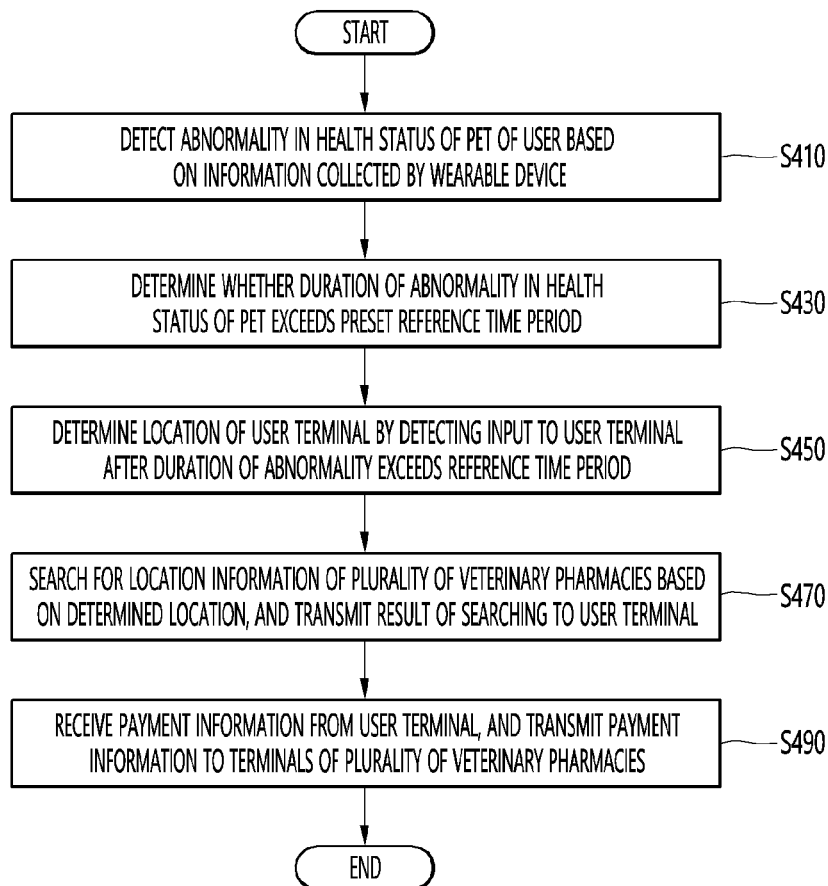 START
DETECT ABNORMALITY IN HEALTH STATUS OF PET OF USER BASED
ON INFORMATION COLLECTED BY WEARABLE DEVICE
S410
DETERMINE WHETHER DURATION OF ABNORMALITY IN HEALTH
STATUS OF PET EXCEEDS PRESET REFERENCE TIME PERIOD
S430
DETERMINE LOCATION OF USER TERMINAL BY DETECTING INPUT TO USER TERMINAL
AFTER DURATION OF ABNORMALITY EXCEEDS REFERENCE TIME PERIOD
S450
SEARCH FOR LOCATION INFORMATION OF PLURALITY OF VETERINARY PHARMACIES BASED
ON DETERMINED LOCATION, AND TRANSMIT RESULT OF SEARCHING TO USER TERMINAL
S470
RECEIVE PAYMENT INFORMATION FROM USER TERMINAL, AND TRANSMIT PAYMENT
INFORMATION TO TERMINALS OF PLURALITY OF VETERINARY PHARMACIES
S490
END